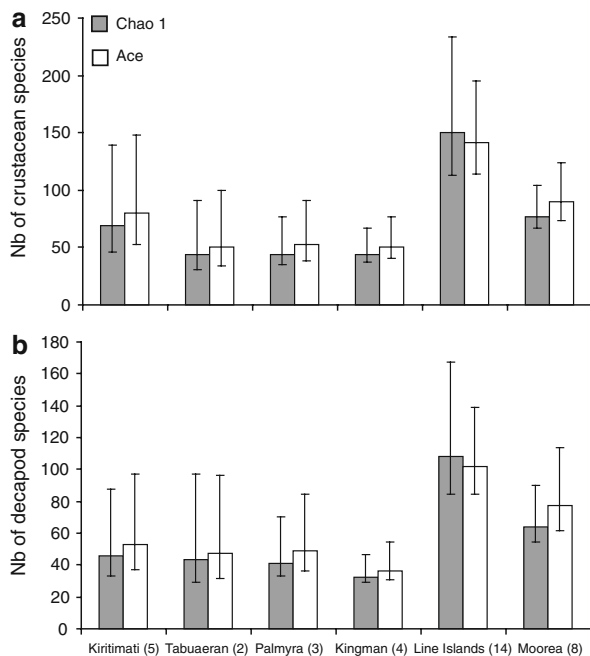 a
Chao 1
Ace
Nb of crustacean species
250
200
150
100
50
0
b
Nb of decapod species
180
160
140
120
100
80
60
40
20
0
Kiritimati (5) Tabuaeran (2) Palmyra (3) Kingman (4) Line Islands (14) Moorea (8)